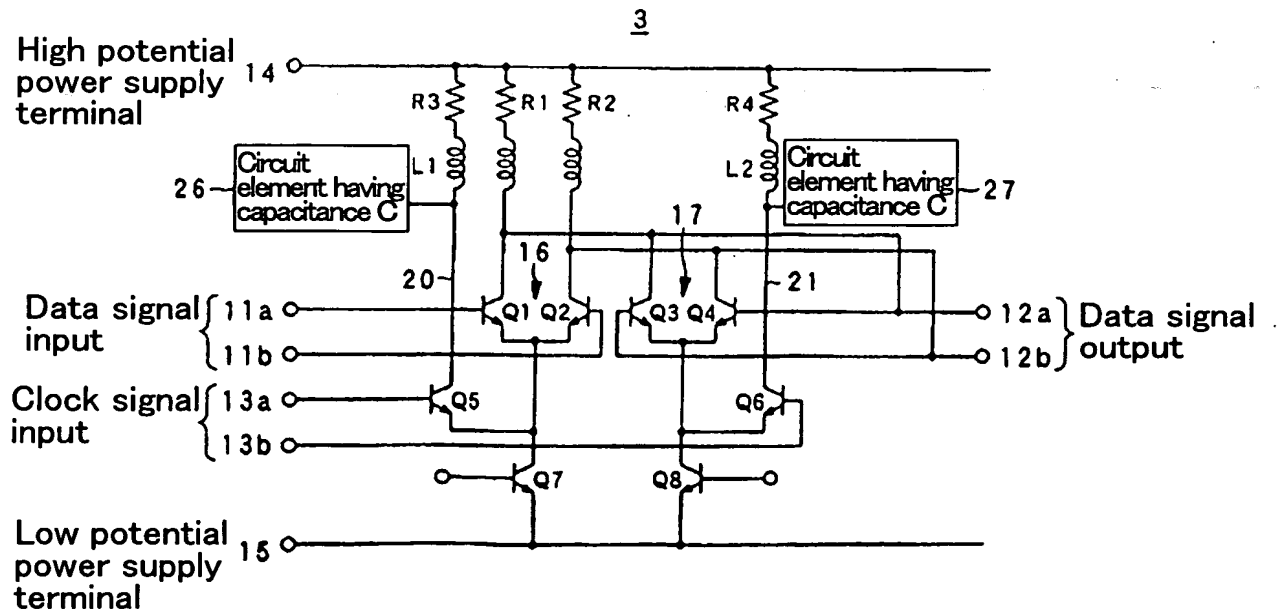 3
High potential
power supply
terminal
14
R3
R1
R2
R4
26
Circuit
element having
capacitance C
L1
L2
Circuit
element having
capacitance C
27
16
17
20
21
Data signal
input
11a
11b
Q1
Q2
Q3
Q4
12a
12b
Data signal
output
Clock signal
input
13a
13b
Q5
Q6
Q7
Q8
Low potential
power supply
terminal
15